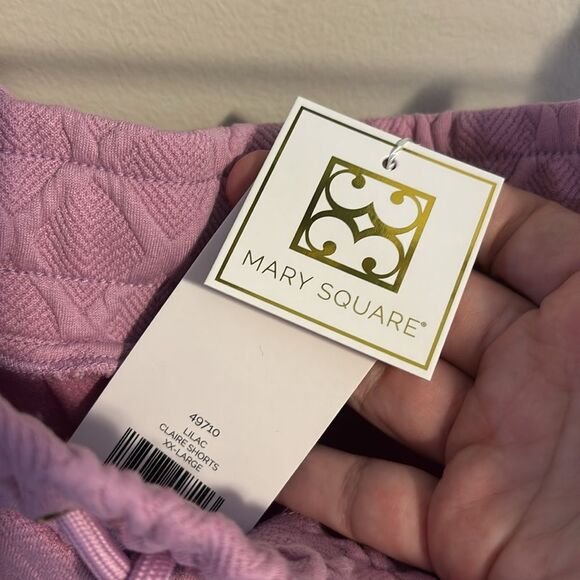 MARY SQUARE®
49710
LILAC
CLAIRE SHORTS
XX-LARGE